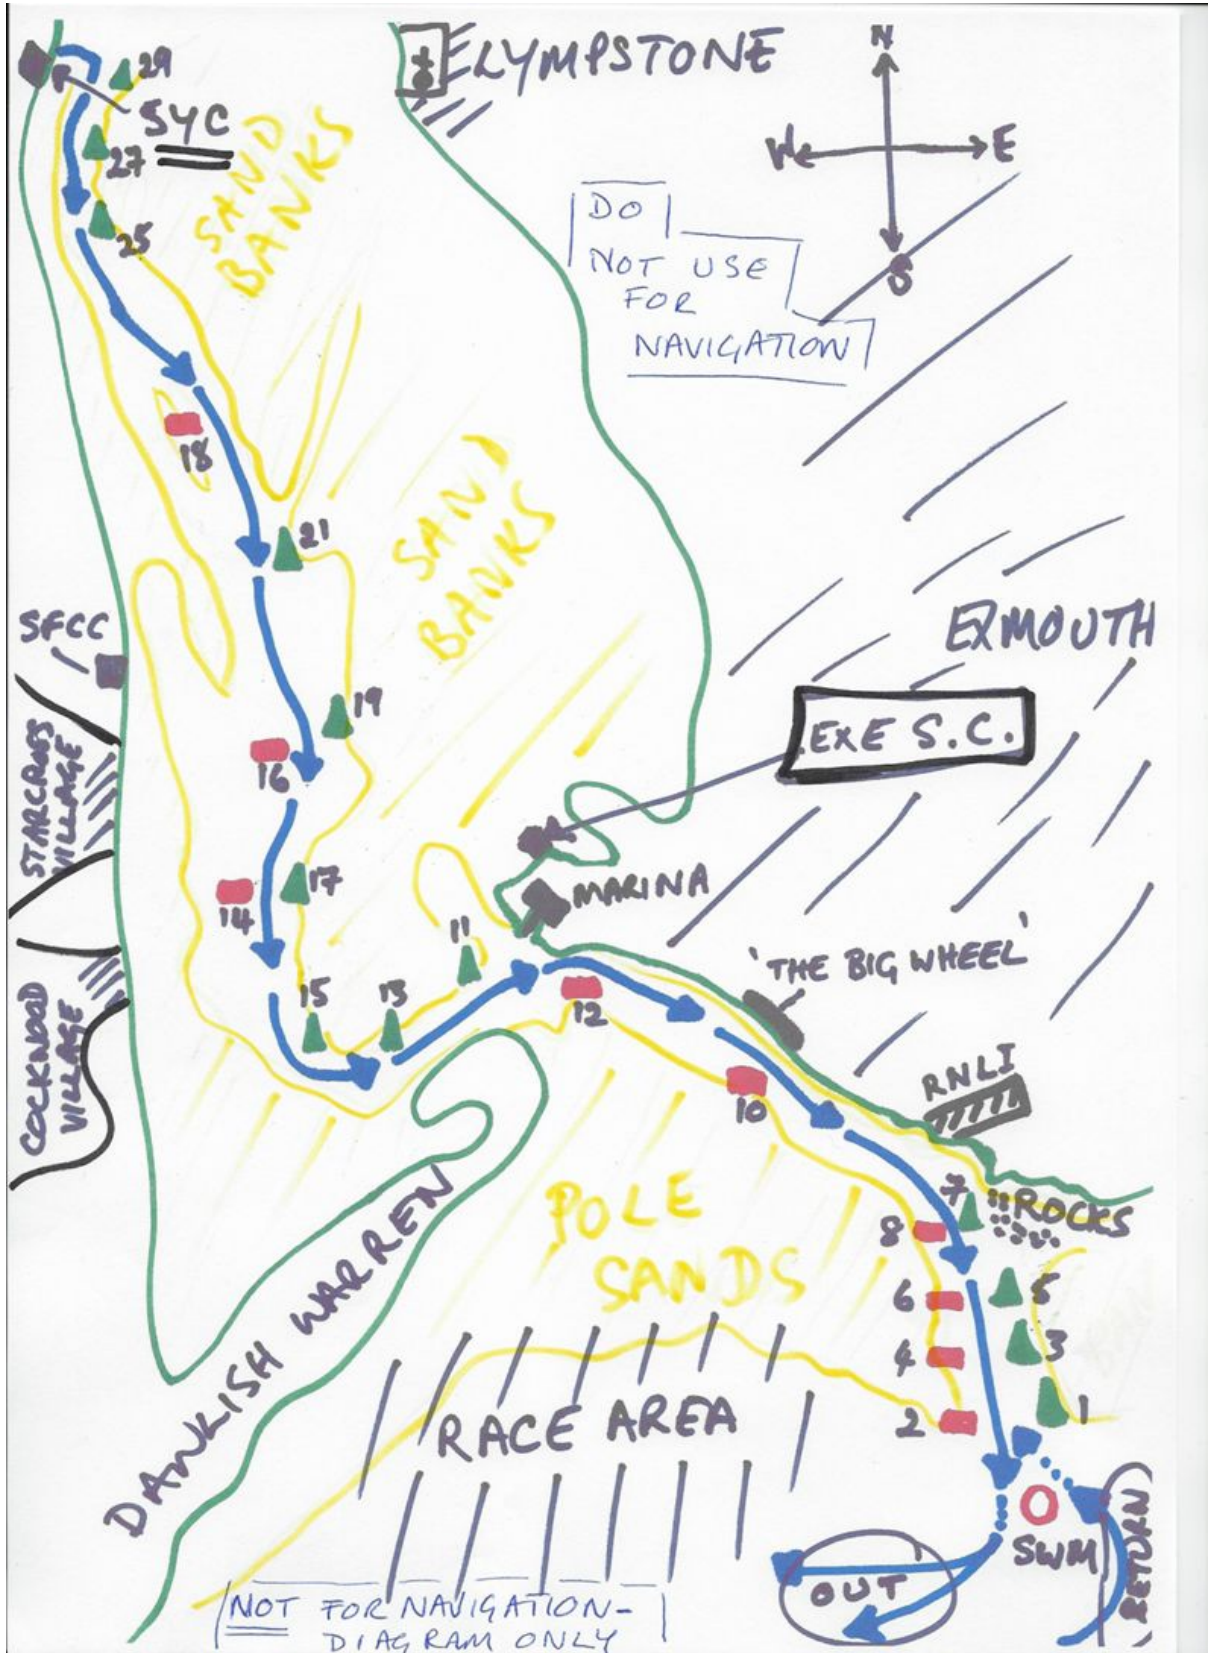 29
ELYMPSTONE
N
SYC
27
W
E
25
SAND
BANKS
DO
NOT USE
FOR
NAVIGATION
S
18
SAND
BANKS
21
SFCC
EXMOUTH
19
16
EXE S.C.
STARCROSS
VILLAGE
17
14
MARINA
11
'THE BIG WHEEL'
15
13
12
COCKWOOD
VILLAGE
10
RNLI
7
ROCKS
8
POLE
SANDS
DAWLISH WARREN
6
5
4
3
2
1
RACE AREA
SWM
RETURN
OUT
NOT FOR NAVIGATION-
DIAGRAM ONLY